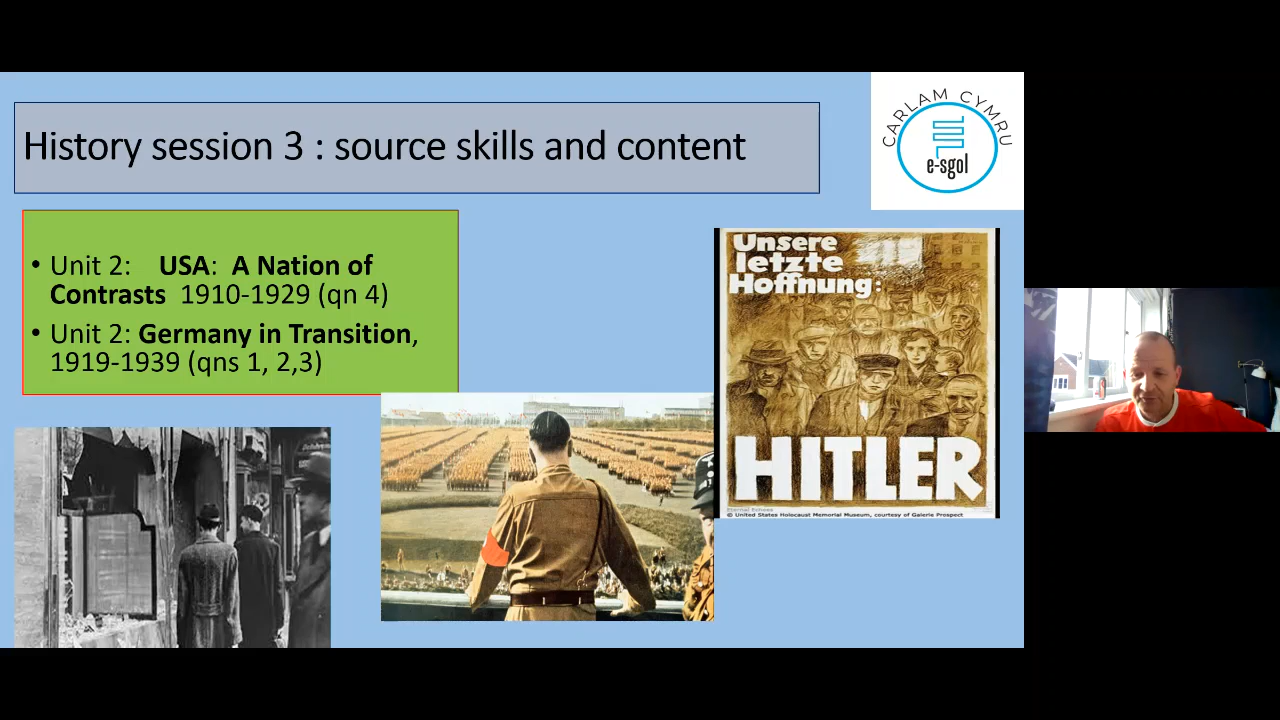 History session 3 : source skills and content
CARLAM CYMRU
e-sgol
• Unit 2: USA: A Nation of
Contrasts 1910-1929 (qn 4)
• Unit 2: Germany in Transition,
1919-1939 (qns 1, 2,3)
Unsere
letzte
Hoffnung:
HITLER
Eternal Echoes
© United States Holocaust Memorial Museum, courtesy of Galerie Prospect